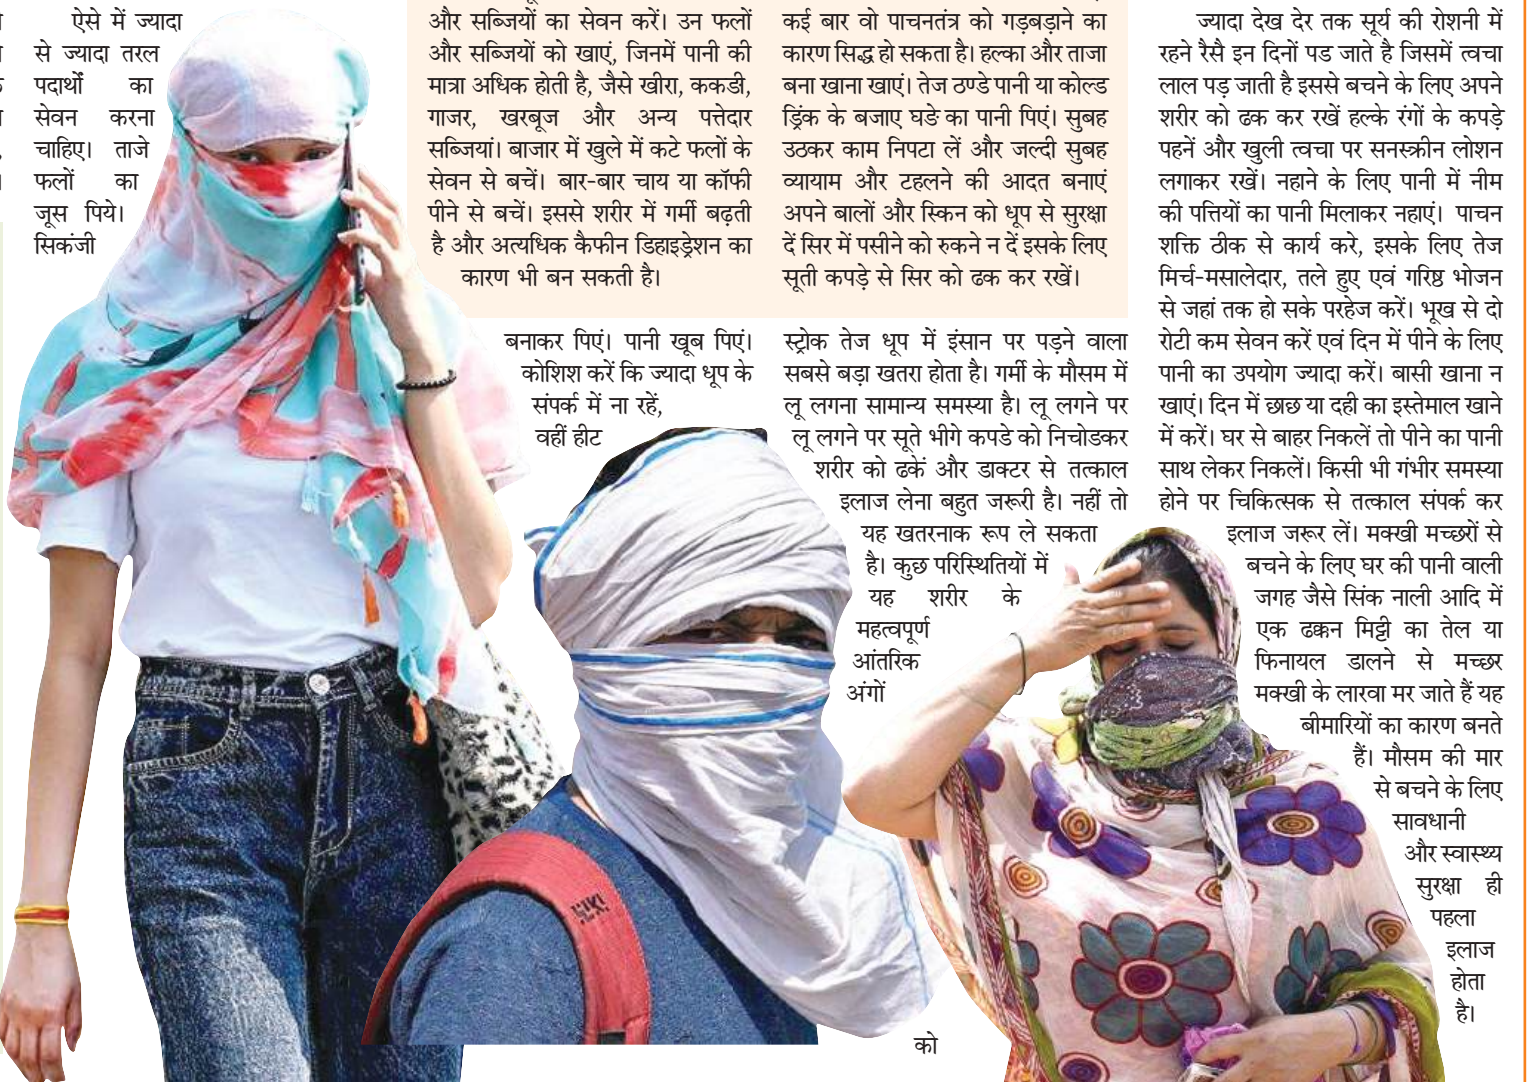 ऐसे में ज्यादा
से ज्यादा तरल
पदार्थों का
सेवन करना
चाहिए। ताजे
फलों का
जूस पिये।
सिकंजी
बनाकर पिएं। पानी खूब पिएं।
कोशिश करें कि ज्यादा धूप के
संपर्क में ना रहें,
वहीं हीट
स्ट्रोक तेज धूप में इंसान पर पड़ने वाला
सबसे बड़ा खतरा होता है। गर्मी के मौसम में
लू लगना सामान्य समस्या है। लू लगने पर
लू लगने पर सूते भीगे कपडे को निचोडकर
शरीर को ढकें और डाक्टर से तत्काल
इलाज लेना बहुत जरूरी है। नहीं तो
यह खतरनाक रूप ले सकता
है। कुछ परिस्थितियों में
यह शरीर के
महत्वपूर्ण
आंतरिक
अंगों
को
और सब्जियों का सेवन करें। उन फलों
और सब्जियों को खाएं, जिनमें पानी की
मात्रा अधिक होती है, जैसे खीरा, ककडी,
गाजर, खरबूज और अन्य पत्तेदार
सब्जियां। बाजार में खुले में कटे फलों के
सेवन से बचें। बार-बार चाय या कॉफी
पीने से बचें। इससे शरीर में गर्मी बढ़ती
है और अत्यधिक कैफीन डिहाइड्रेशन का
कारण भी बन सकती है।
कई बार वो पाचनतंत्र को गड़बड़ाने का
कारण सिद्ध हो सकता है। हल्का और ताजा
बना खाना खाएं। तेज ठण्डे पानी या कोल्ड
ड्रिंक के बजाए घङे का पानी पिएं। सुबह
उठकर काम निपटा लें और जल्दी सुबह
व्यायाम और टहलने की आदत बनाएं
अपने बालों और स्किन को धूप से सुरक्षा
दें सिर में पसीने को रुकने न दें इसके लिए
सूती कपड़े से सिर को ढक कर रखें।
ज्यादा देख देर तक सूर्य की रोशनी में
रहने रैसै इन दिनों पड जाते है जिसमें त्वचा
लाल पड़ जाती है इससे बचने के लिए अपने
शरीर को ढक कर रखें हल्के रंगों के कपड़े
पहनें और खुली त्वचा पर सनस्क्रीन लोशन
लगाकर रखें। नहाने के लिए पानी में नीम
की पत्तियों का पानी मिलाकर नहाएं। पाचन
शक्ति ठीक से कार्य करे, इसके लिए तेज
मिर्च-मसालेदार, तले हुए एवं गरिष्ठ भोजन
से जहां तक हो सके परहेज करें। भूख से दो
रोटी कम सेवन करें एवं दिन में पीने के लिए
पानी का उपयोग ज्यादा करें। बासी खाना न
खाएं। दिन में छाछ या दही का इस्तेमाल खाने
में करें। घर से बाहर निकलें तो पीने का पानी
साथ लेकर निकलें। किसी भी गंभीर समस्या
होने पर चिकित्सक से तत्काल संपर्क कर
इलाज जरूर लें। मक्खी मच्छरों से
बचने के लिए घर की पानी वाली
जगह जैसे सिंक नाली आदि में
एक ढक्कन मिट्टी का तेल या
फिनायल डालने से मच्छर
मक्खी के लारवा मर जाते हैं यह
बीमारियों का कारण बनते
हैं। मौसम की मार
से बचने के लिए
सावधानी
और स्वास्थ्य
सुरक्षा ही
पहला
इलाज
होता
है।